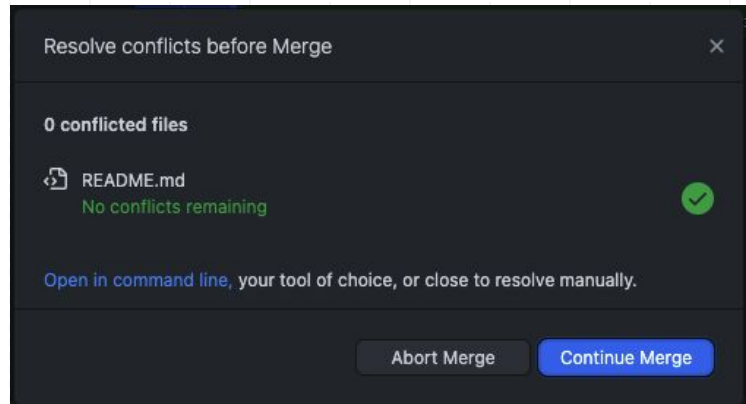 Resolve conflicts before Merge
0 conflicted files
README.md
No conflicts remaining
Open in command line, your tool of choice, or close to resolve manually.
Abort Merge
Continue Merge